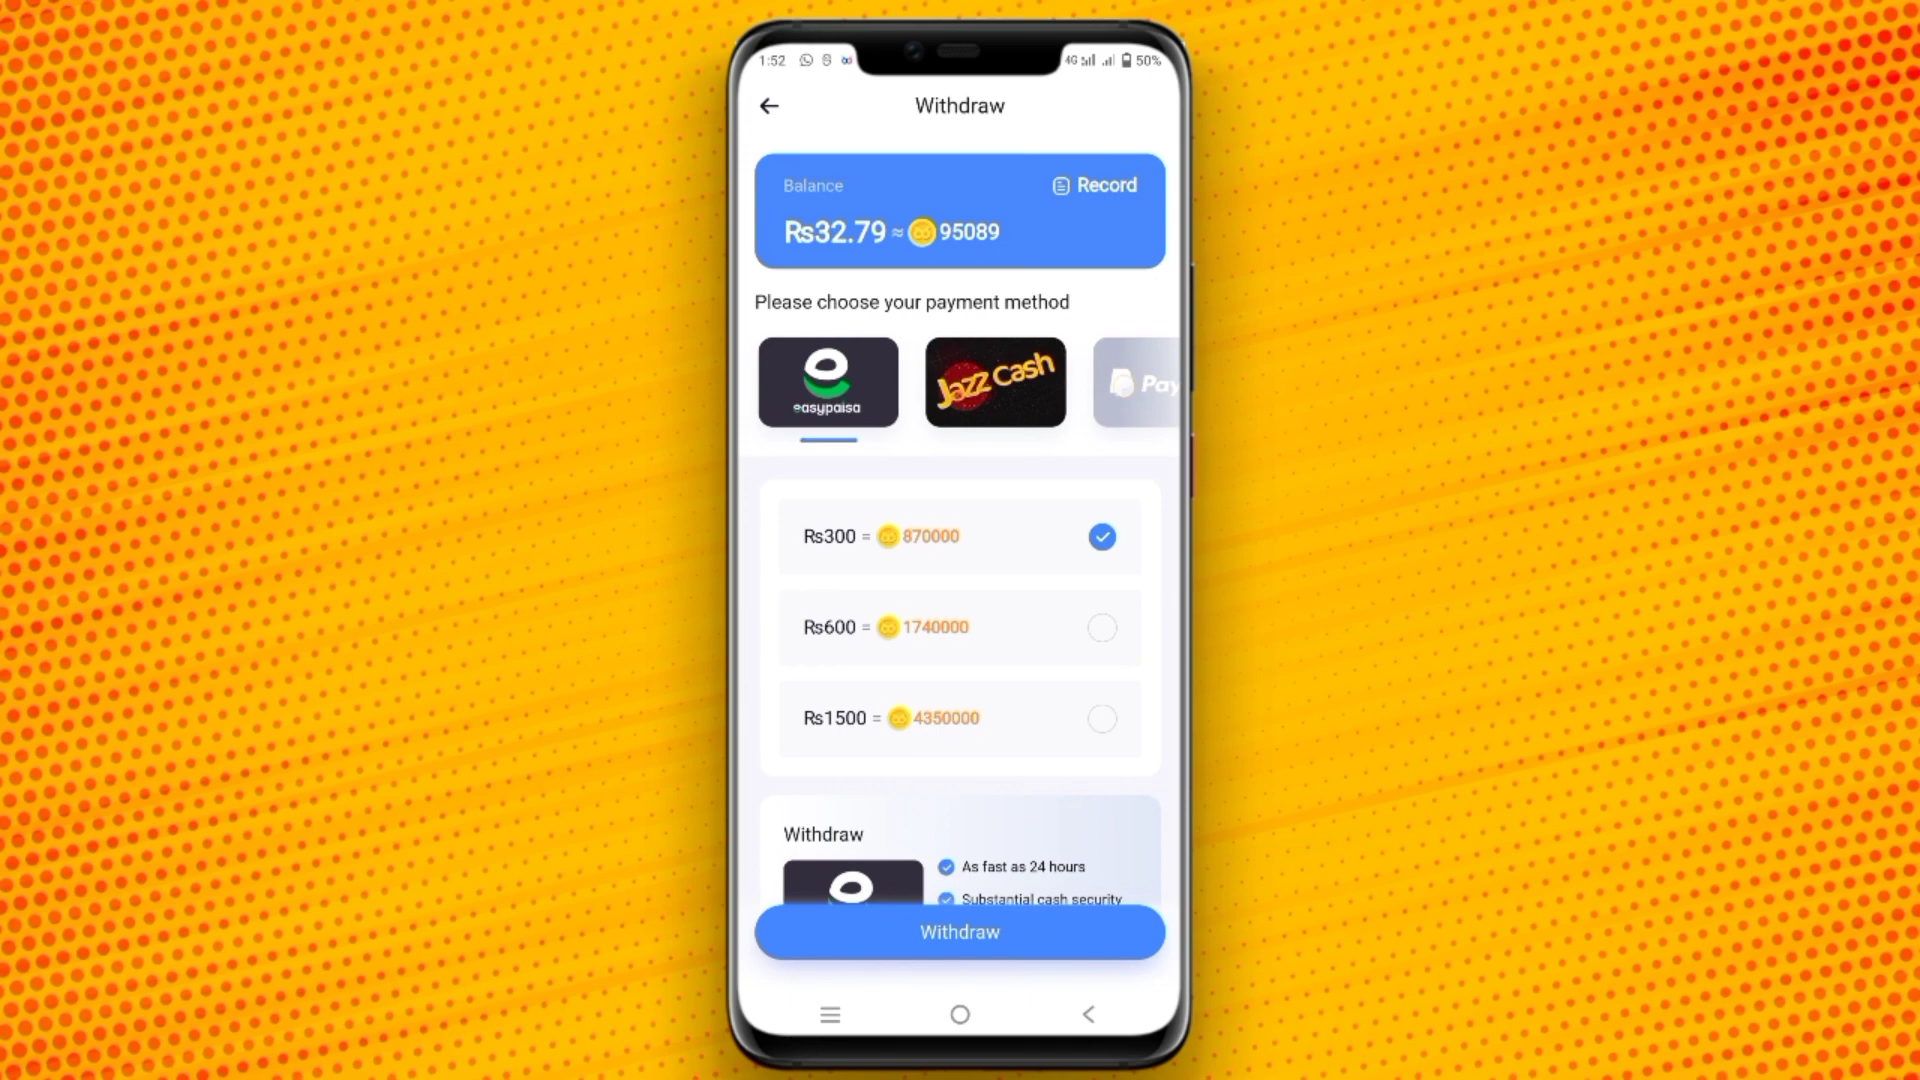 1:52
4G 50%
Withdraw
Balance
Record
₨32.79 ≈ 95089
Please choose your payment method
easypaisa
Jazz Cash
Pay
₨300 = 870000
₨600 = 1740000
₨1500 = 4350000
Withdraw
As fast as 24 hours
Substantial cash security
Withdraw